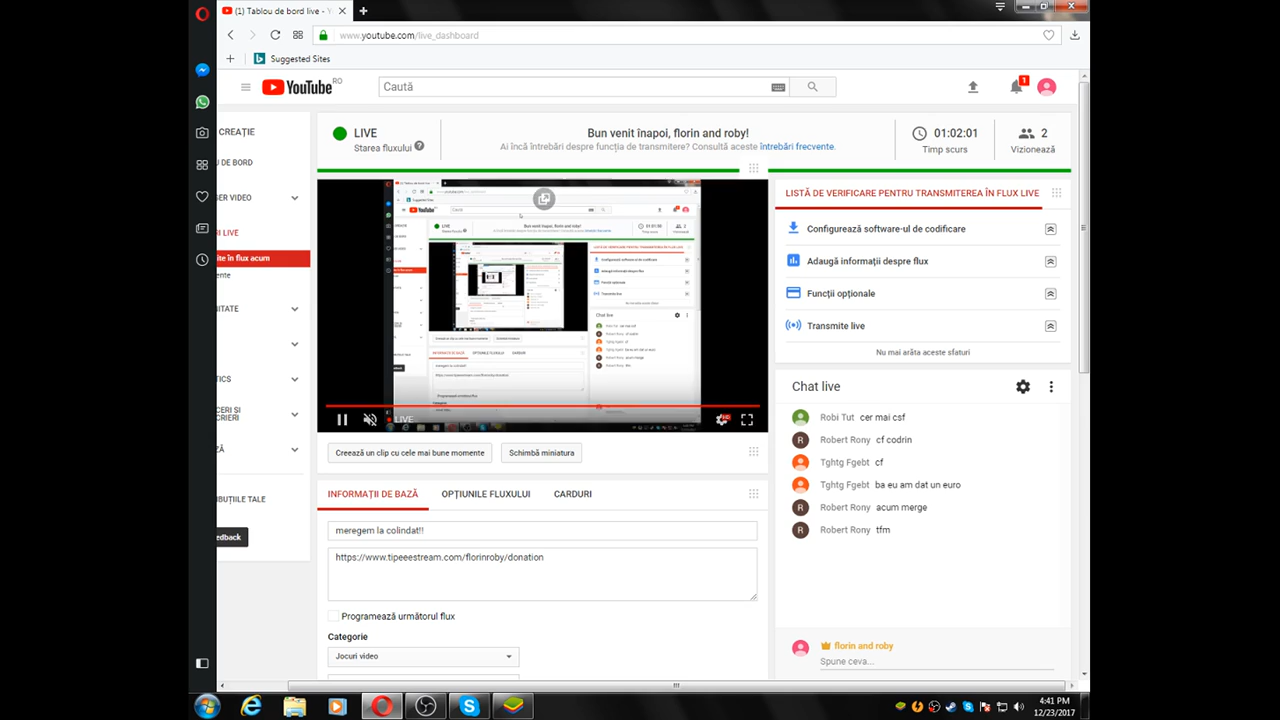 (1) Tablou de bord live - Y
www.youtube.com/live_dashboard
Suggested Sites
YouTube RO
Caută
1
CREAȚIE
U DE BORD
GER VIDEO
RI LIVE
ite în flux acum
ente
NITATE
TICS
CERI ȘI
CRIERI
ZĂ
IBUȚIILE TALE
edback
LIVE
Starea fluxului
Bun venit înapoi, florin and roby!
Ai încă întrebări despre funcția de transmitere? Consultă aceste întrebări frecvente.
01:02:01
Timp scurs
2
Vizionează
LIVE
Creează un clip cu cele mai bune momente
Schimbă miniatura
INFORMAȚII DE BAZĂ
OPȚIUNILE FLUXULUI
CARDURI
meregem la colindat!!
https://www.tipeeestream.com/florinroby/donation
Programează următorul flux
Categorie
Jocuri video
LISTĂ DE VERIFICARE PENTRU TRANSMITEREA ÎN FLUX LIVE
Configurează software-ul de codificare
Adaugă informații despre flux
Funcții opționale
Transmite live
Nu mai arăta aceste sfaturi
Chat live
Robi Tut cer mai csf
R Robert Rony cf codrin
Tghtg Fgebt cf
Tghtg Fgebt ba eu am dat un euro
R Robert Rony acum merge
R Robert Rony tfm
florin and roby
Spune ceva...
4:41 PM
12/23/2017